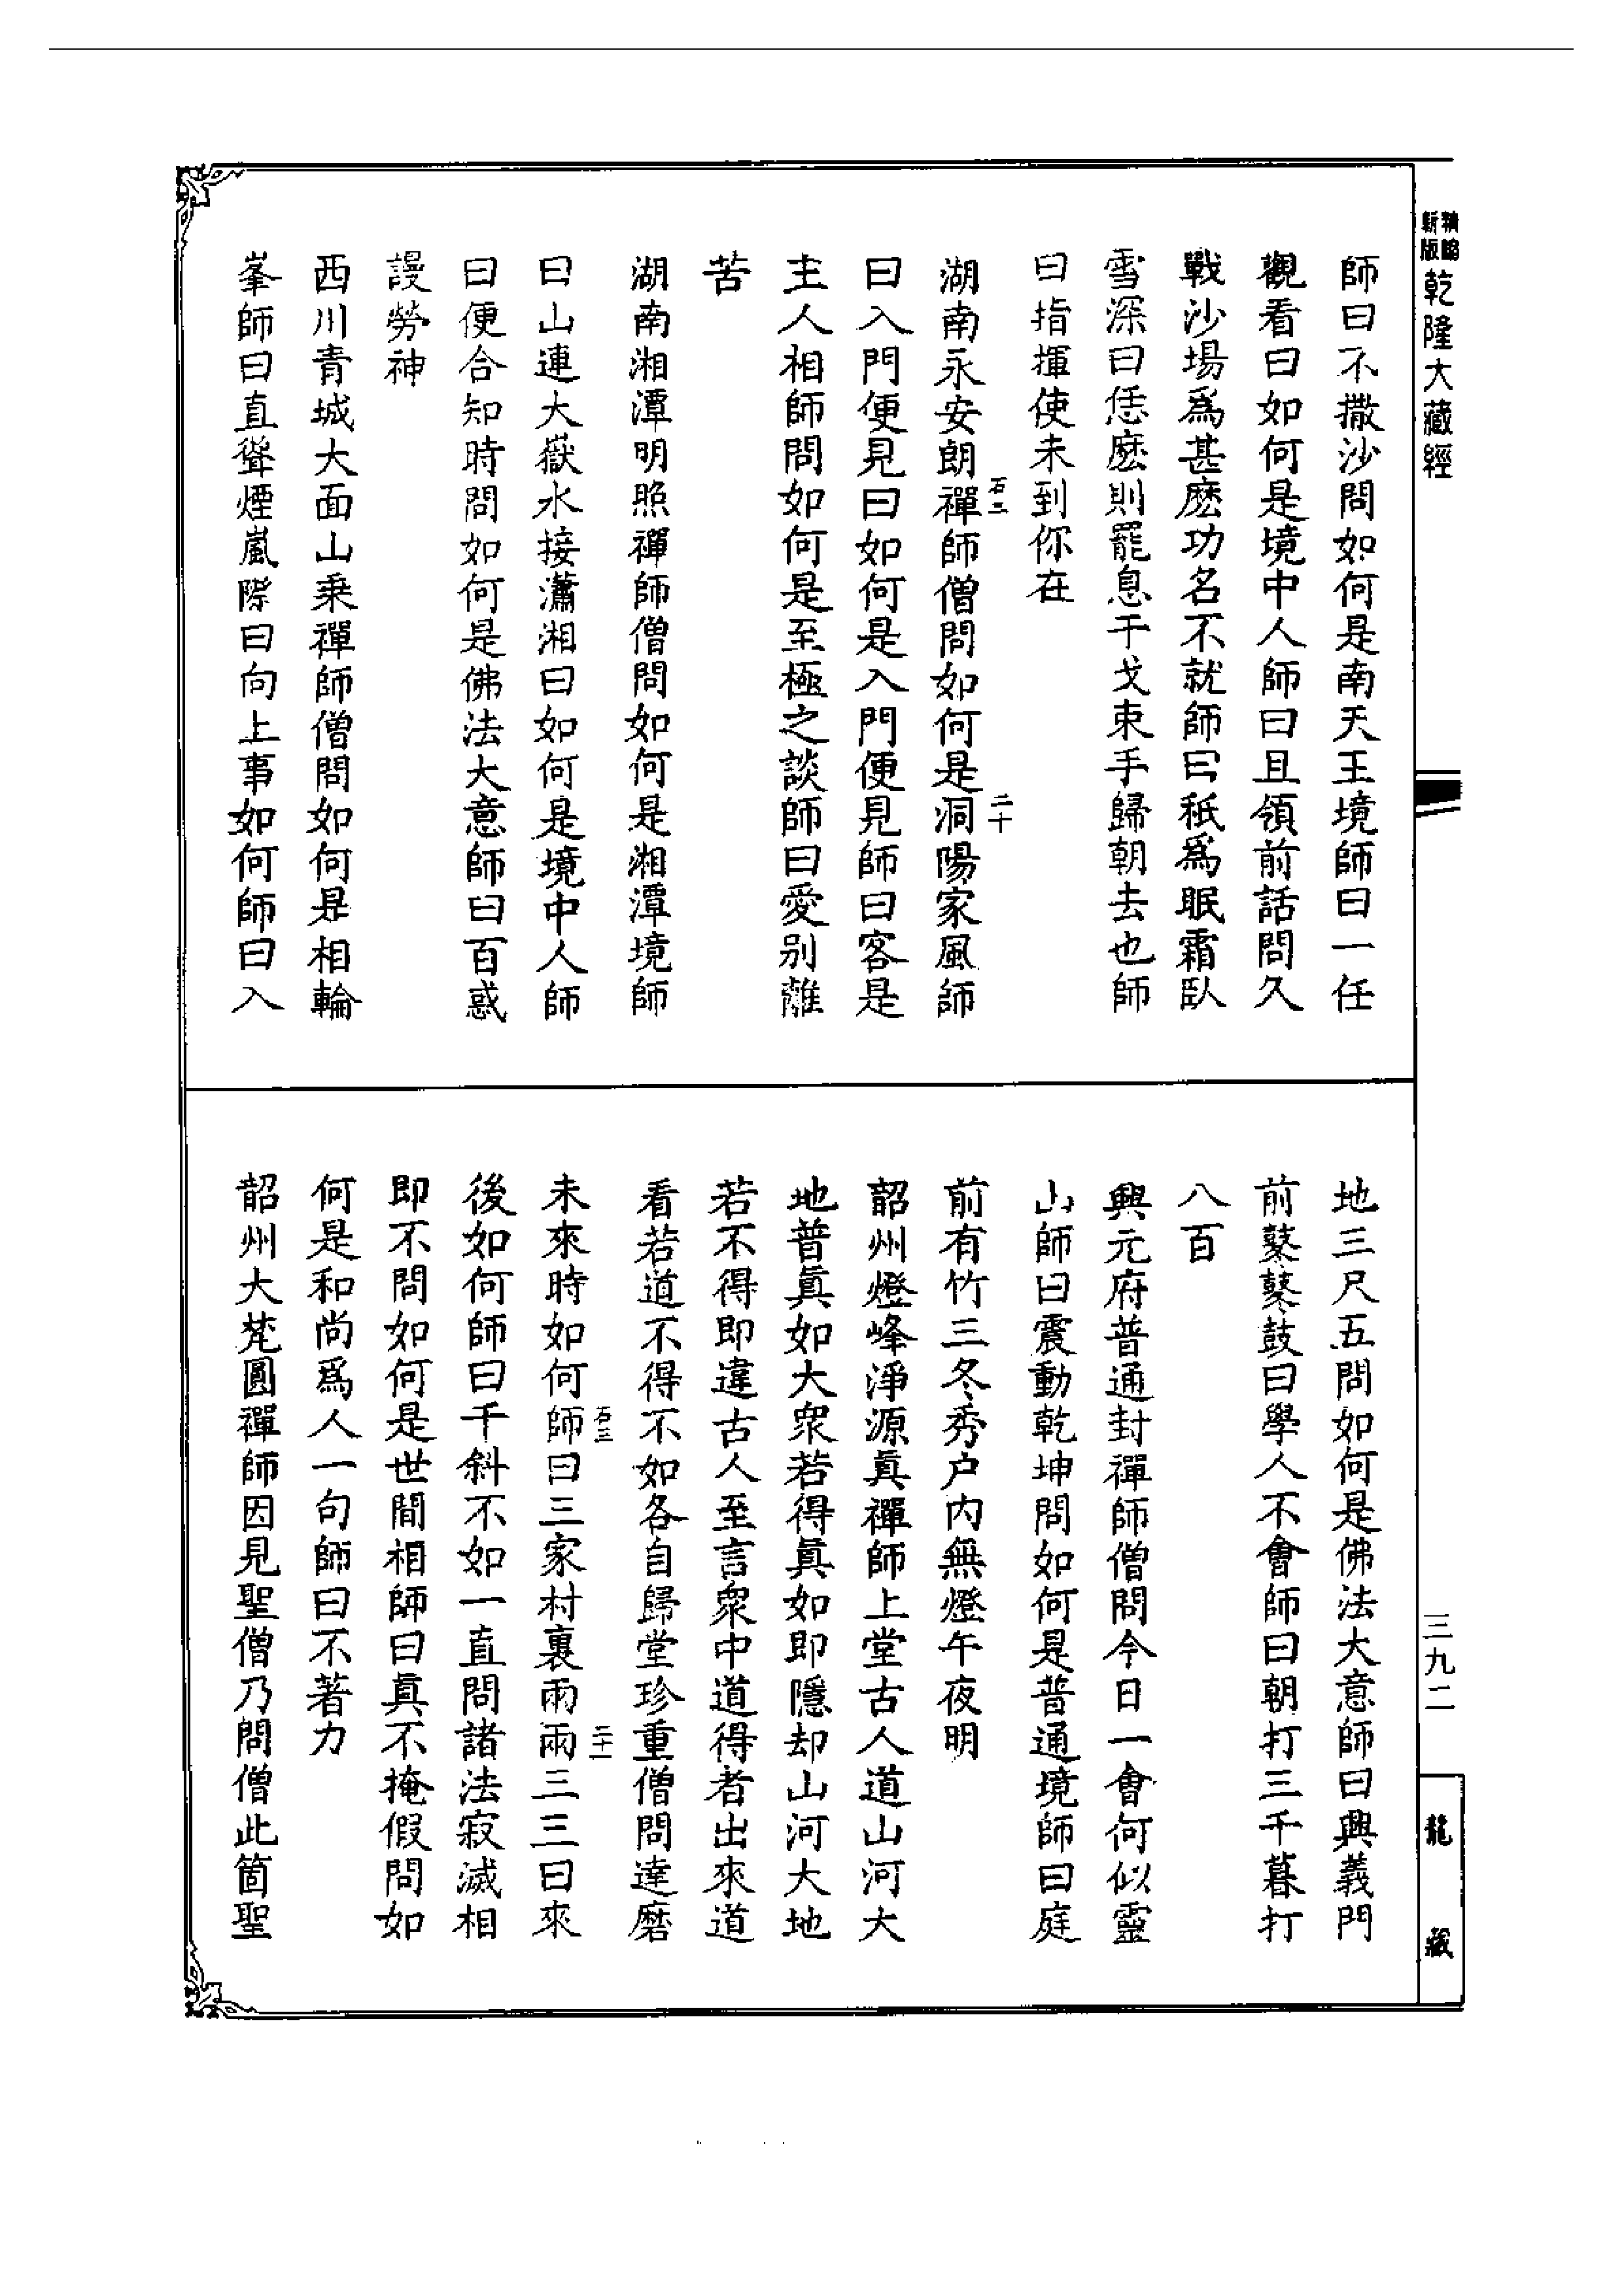 新版精縮乾隆大藏經
師曰不撒沙問如何是南天王境師曰一任
觀看曰如何是境中人師曰且領前話問久
戰沙場爲甚麽功名不就師曰秖爲眠霜臥
雪深曰恁麽則罷息干戈束手歸朝去也師
曰指揮使未到你在
湖南永安朗禪師僧問如何是洞陽家風師
石三
二十
曰入門便見曰如何是入門便見師曰客是
主人相師問如何是至極之談師曰愛别離
苦
湖南湘潭明照禪師僧問如何是湘潭境師
曰山連大嶽水接瀟湘曰如何是境中人師
曰便合知時問如何是佛法大意師曰百惑
謾勞神
西川青城大面山乘禪師僧問如何是相輪
峯師曰直聳煙嵐際曰向上事如何師曰入
地三尺五問如何是佛法大意師曰興義門
前鼕鼕鼓曰學人不會師曰朝打三千暮打
八百
興元府普通封禪師僧問今日一會何似靈
山師曰震動乾坤問如何是普通境師曰庭
前有竹三冬秀户内無燈午夜明
韶州燈峰淨源眞禪師上堂古人道山河大
地普眞如大衆若得眞如即隱却山河大地
若不得即違古人至言衆中道得者出來道
看若道不得不如各自歸堂珍重僧問達磨
未來時如何師曰三家村裏兩兩三三曰來
石三
二十一
後如何師曰千斜不如一直問諸法寂滅相
即不問如何是世間相師曰眞不掩假問如
何是和尚爲人一句師曰不著力
韶州大梵圓禪師因見聖僧乃問僧此箇聖
三九二
龍藏